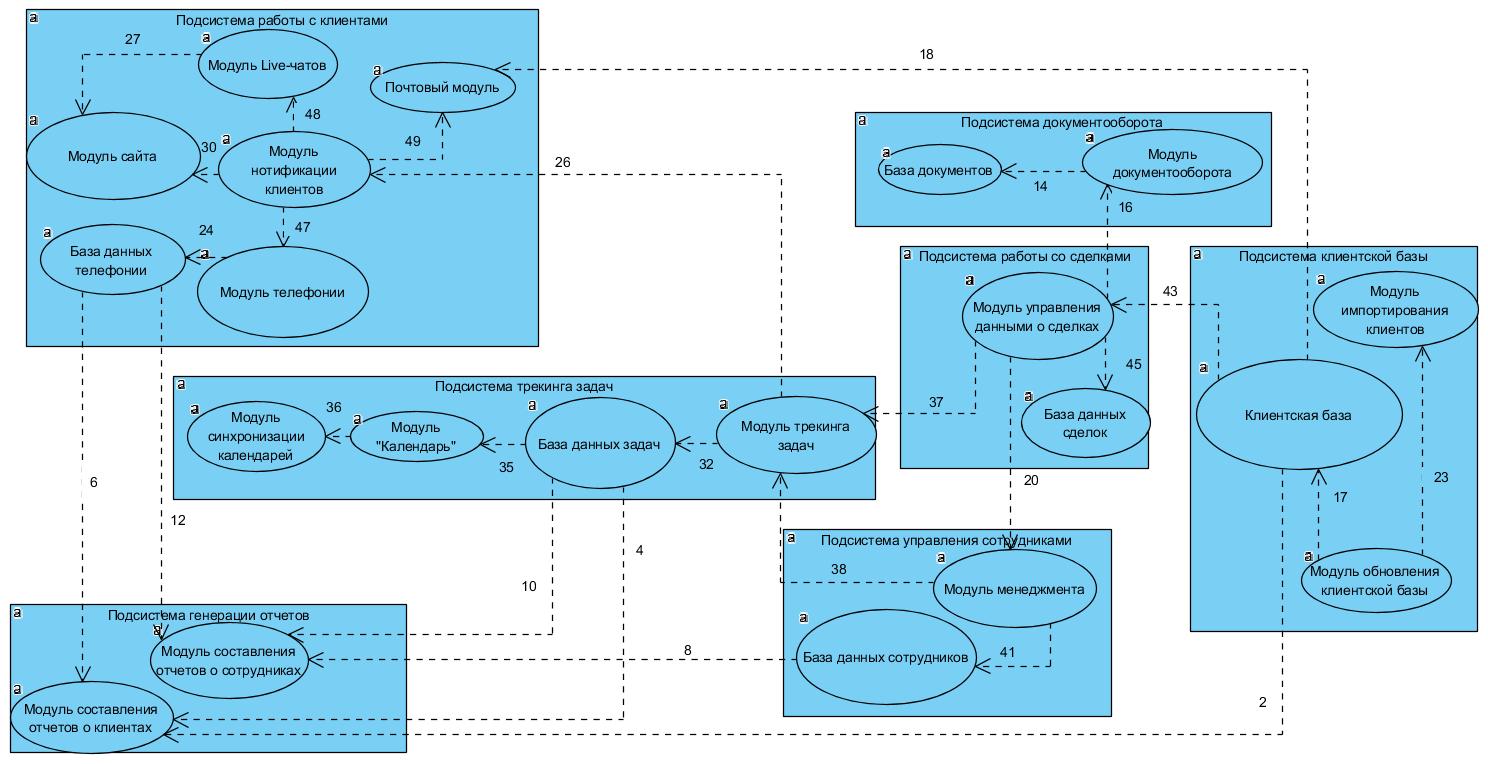 a
Подсистема работы с клиентами
27
a
Модуль Live-чатов
a
Почтовый модуль
18
48
a
Модуль сайта
30
a
Модуль
нотификации
клиентов
49
26
47
a
База данных
телефонии
24
a
Модуль телефонии
a
Подсистема документооборота
a
База документов
14
a
Модуль
документооборота
16
a
Подсистема работы со сделками
a
Модуль управления
данными о сделках
43
45
a
База данных
сделок
a
Подсистема клиентской базы
a
Модуль
импортирования
клиентов
a
Клиентская база
17
23
a
Модуль обновления
клиентской базы
a
Подсистема трекинга задач
a
Модуль
синхронизации
календарей
36
a
Модуль
"Календарь"
35
a
База данных задач
32
a
Модуль трекинга
задач
37
20
6
12
10
4
a
Подсистема управления сотрудниками
38
a
Модуль менеджмента
a
База данных сотрудников
41
8
2
a
Подсистема генерации отчетов
a
Модуль составления
отчетов о сотрудниках
a
Модуль составления
отчетов о клиентах